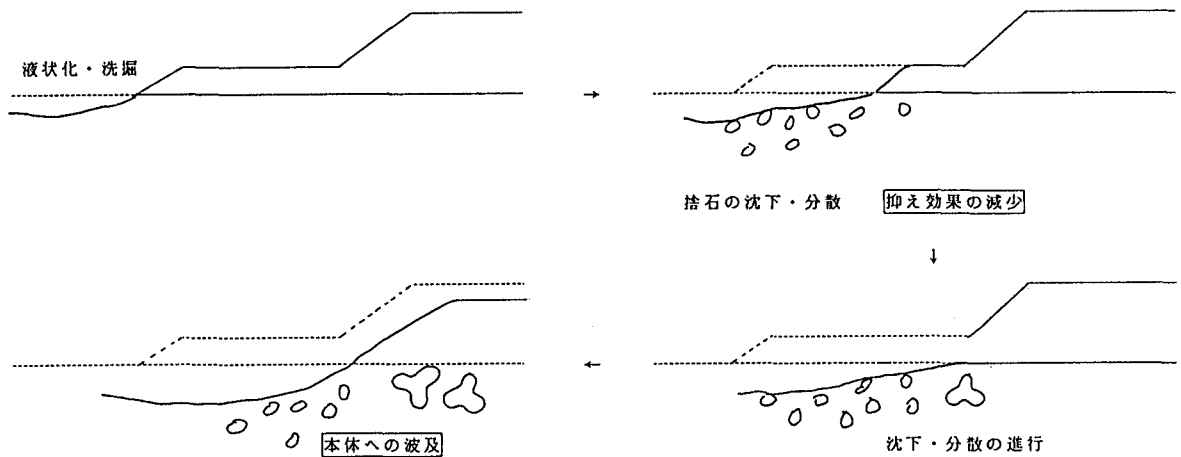 液状化・洗掘
捨石の沈下・分散
抑え効果の減少
沈下・分散の進行
本体への波及